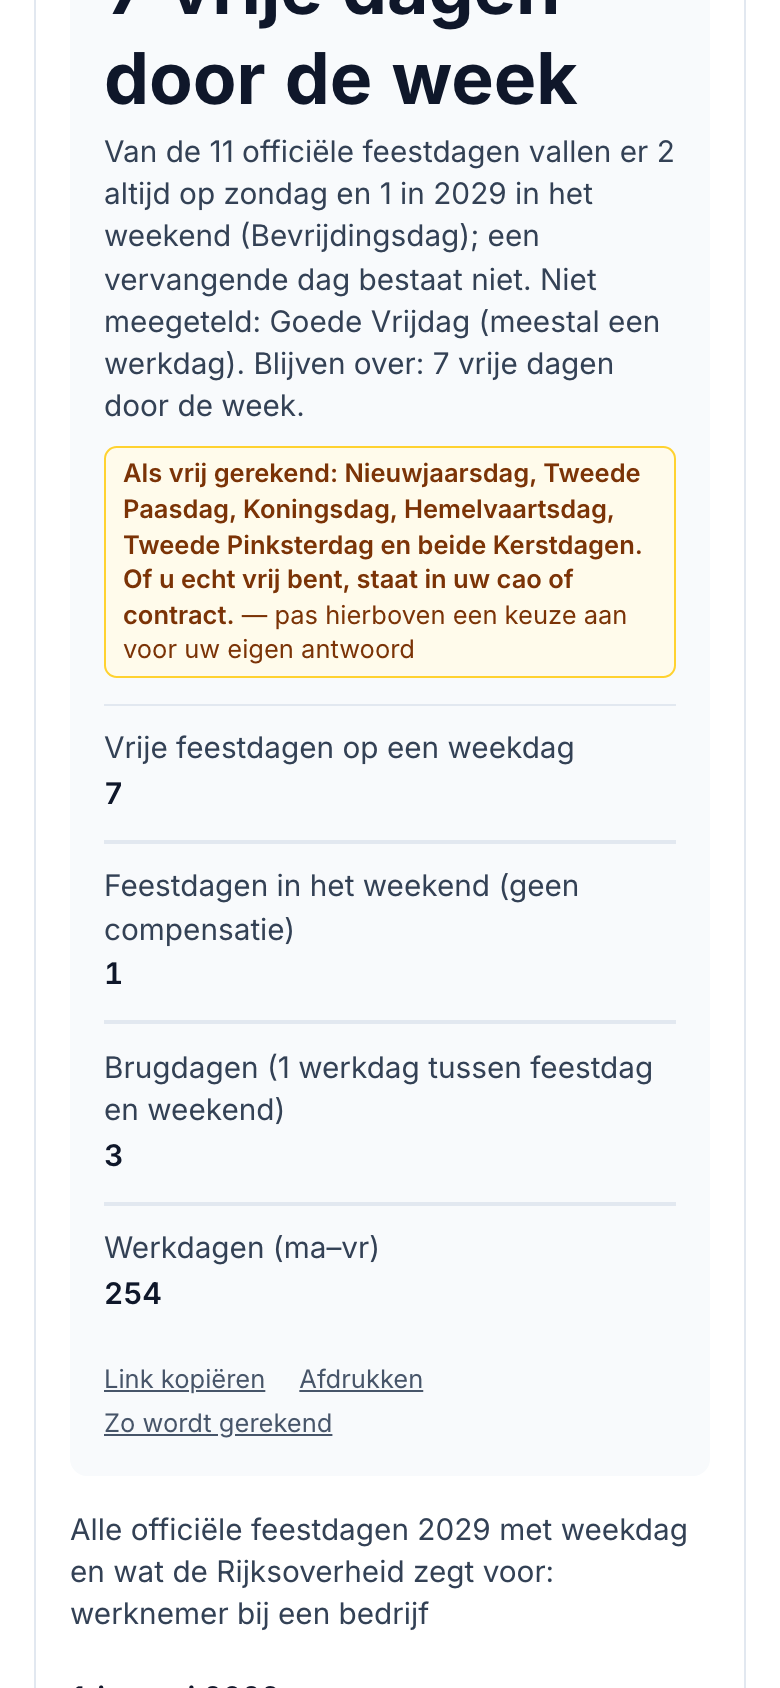 7 vrije dagen
door de week
Van de 11 officiële feestdagen vallen er 2
altijd op zondag en 1 in 2029 in het
weekend (Bevrijdingsdag); een
vervangende dag bestaat niet. Niet
meegeteld: Goede Vrijdag (meestal een
werkdag). Blijven over: 7 vrije dagen
door de week.
Als vrij gerekend: Nieuwjaarsdag, Tweede
Paasdag, Koningsdag, Hemelvaartsdag,
Tweede Pinksterdag en beide Kerstdagen.
Of u echt vrij bent, staat in uw cao of
contract. — pas hierboven een keuze aan
voor uw eigen antwoord
Vrije feestdagen op een weekdag
7
Feestdagen in het weekend (geen
compensatie)
1
Brugdagen (1 werkdag tussen feestdag
en weekend)
3
Werkdagen (ma–vr)
254
Link kopiëren Afdrukken
Zo wordt gerekend
Alle officiële feestdagen 2029 met weekdag
en wat de Rijksoverheid zegt voor:
werknemer bij een bedrijf